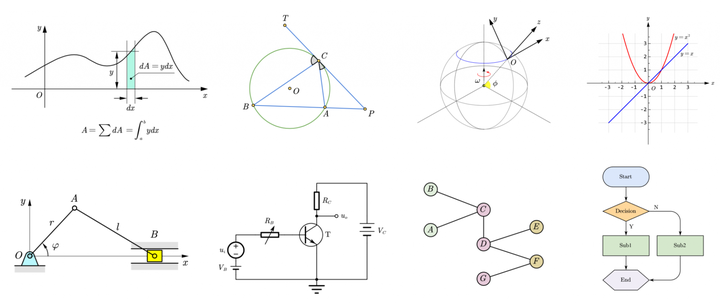 y
dA = ydx
y
O
x
dx
A = ∑ dA = ∫ₐᵇ ydx
T
C
O
B
A
P
y
z
x
O
ω
φ
y
y = x²
y = x
3
2
1
-3 -2 -1 O 1 2 3
x
-1
-2
-3
y
A
r
l
B
O
φ
x
R_C
u_o
R_B
T
V_C
u_i
V_B
B
C
A
E
D
F
G
Start
Decision
N
Y
Sub1
Sub2
End